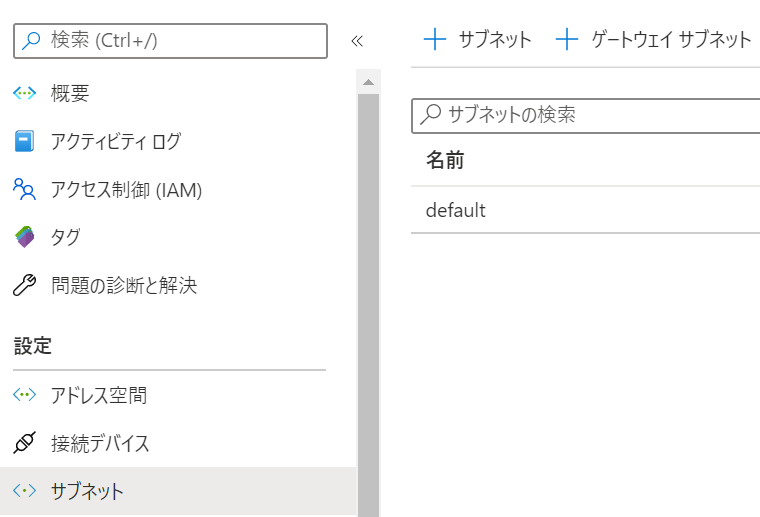 検索 (Ctrl+/)
概要
アクティビティ ログ
アクセス制御 (IAM)
タグ
問題の診断と解決
設定
アドレス空間
接続デバイス
サブネット
サブネット
ゲートウェイ サブネット
サブネットの検索
名前
default